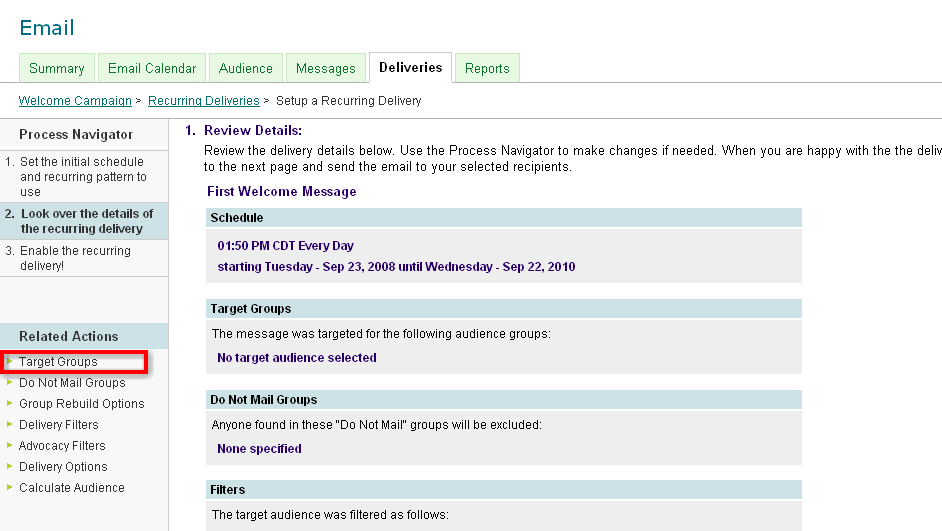 Email
Summary
Email Calendar
Audience
Messages
Deliveries
Reports
Welcome Campaign > Recurring Deliveries > Setup a Recurring Delivery
Process Navigator
1. Set the initial schedule
and recurring pattern to
use
2. Look over the details of
the recurring delivery
3. Enable the recurring
delivery!
Related Actions
Target Groups
Do Not Mail Groups
Group Rebuild Options
Delivery Filters
Advocacy Filters
Delivery Options
Calculate Audience
1. Review Details:
Review the delivery details below. Use the Process Navigator to make changes if needed. When you are happy with the the deliv
to the next page and send the email to your selected recipients.
First Welcome Message
Schedule
01:50 PM CDT Every Day
starting Tuesday - Sep 23, 2008 until Wednesday - Sep 22, 2010
Target Groups
The message was targeted for the following audience groups:
No target audience selected
Do Not Mail Groups
Anyone found in these "Do Not Mail" groups will be excluded:
None specified
Filters
The target audience was filtered as follows: